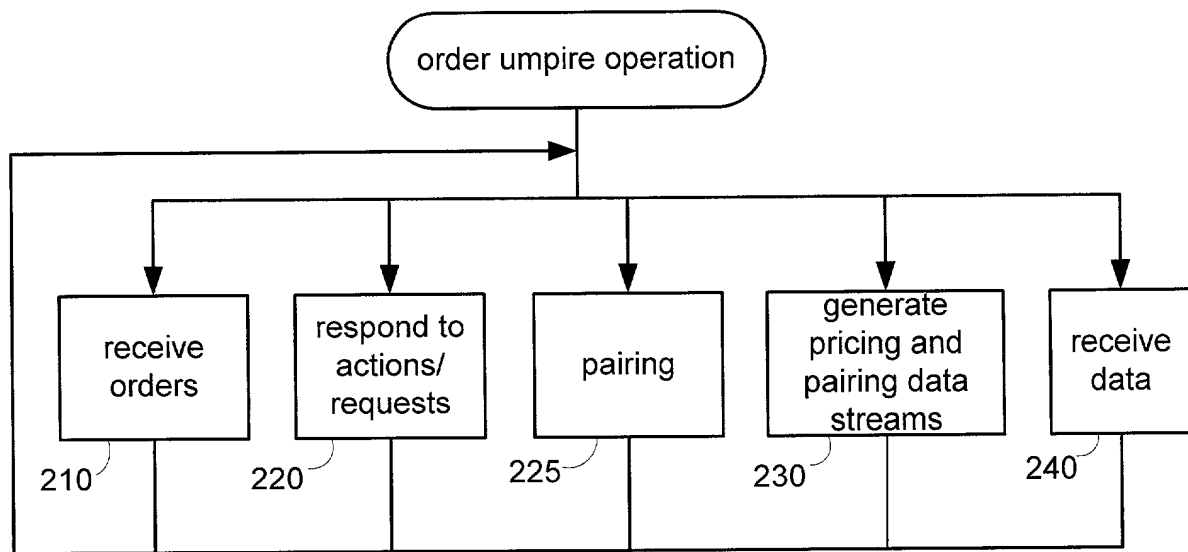 order umpire operation
receive
orders
respond to
actions/
requests
pairing
generate
pricing and
pairing data
streams
receive
data
210
220
225
230
240